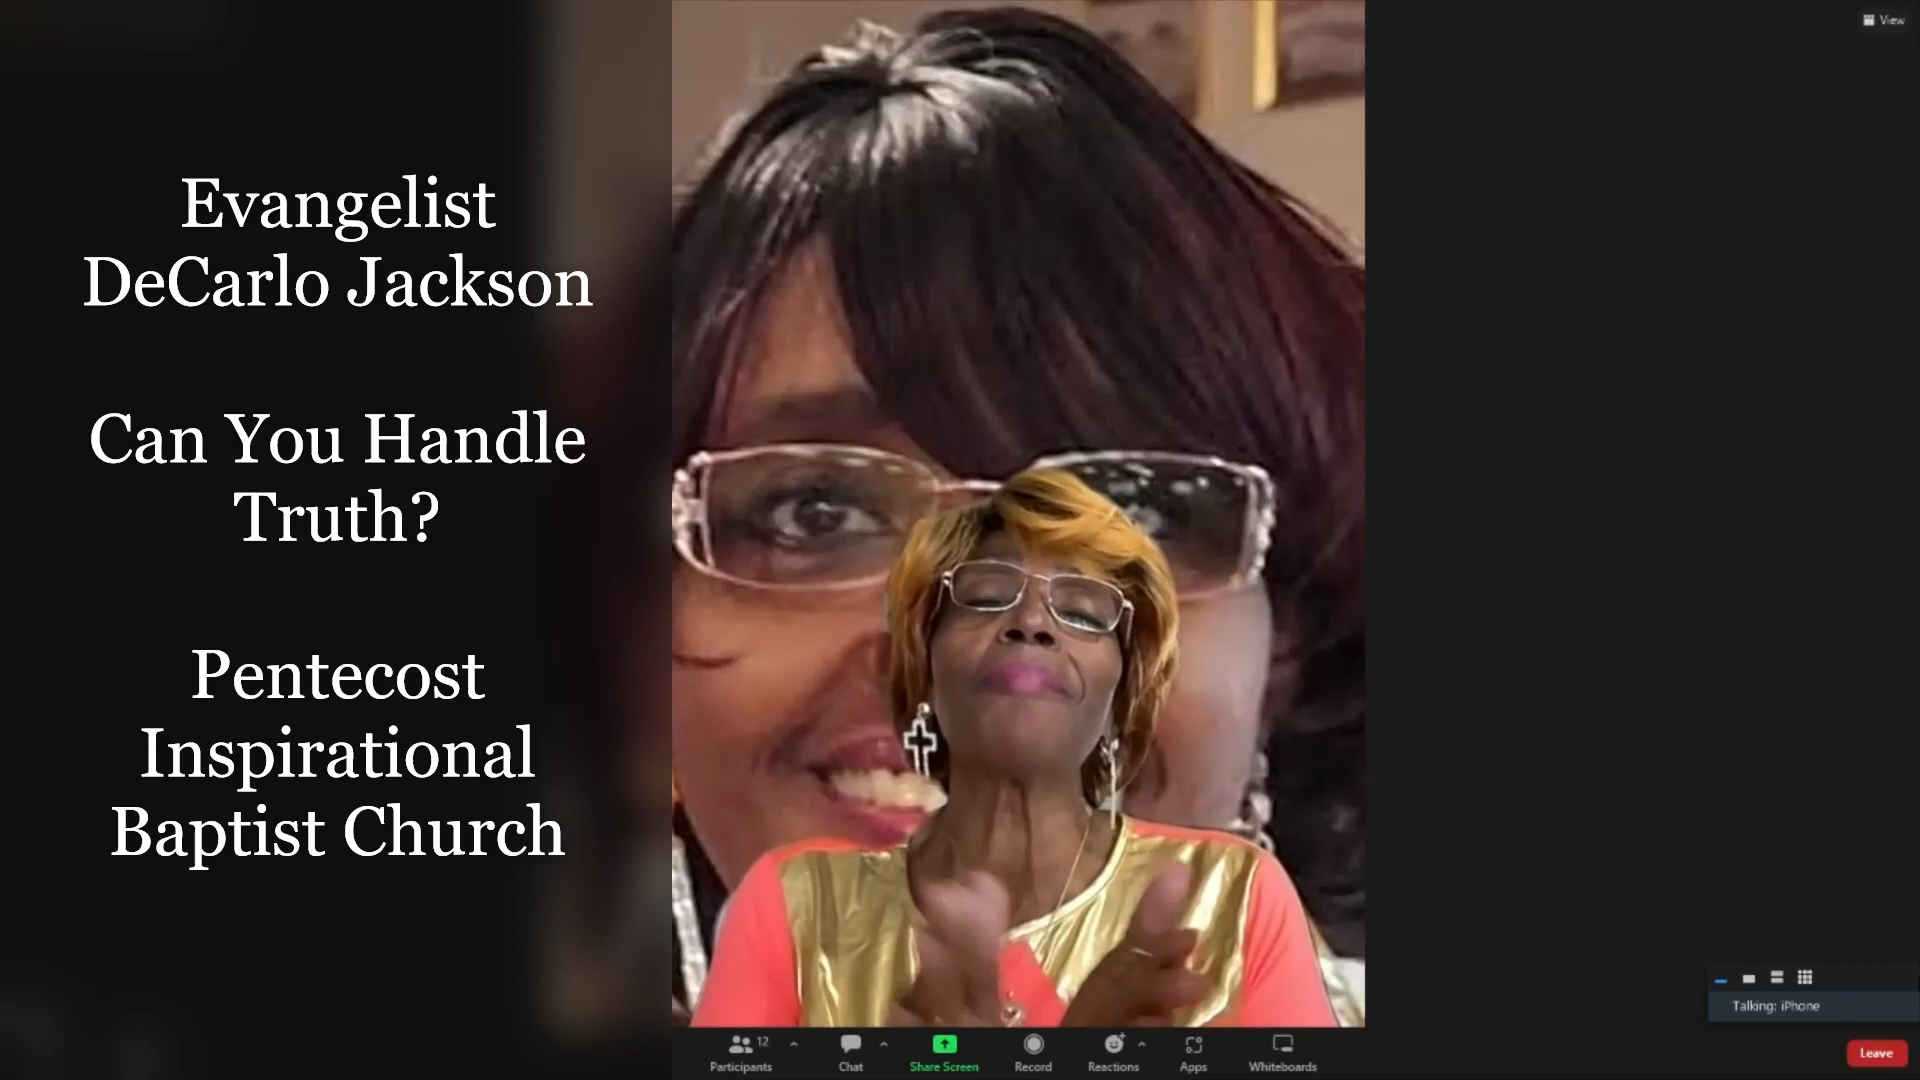 Evangelist
DeCarlo Jackson
Can You Handle
Truth?
Pentecost
Inspirational
Baptist Church
View
Talking: iPhone
12
Participants
Chat
Share Screen
Record
Reactions
Apps
Whiteboards
Leave